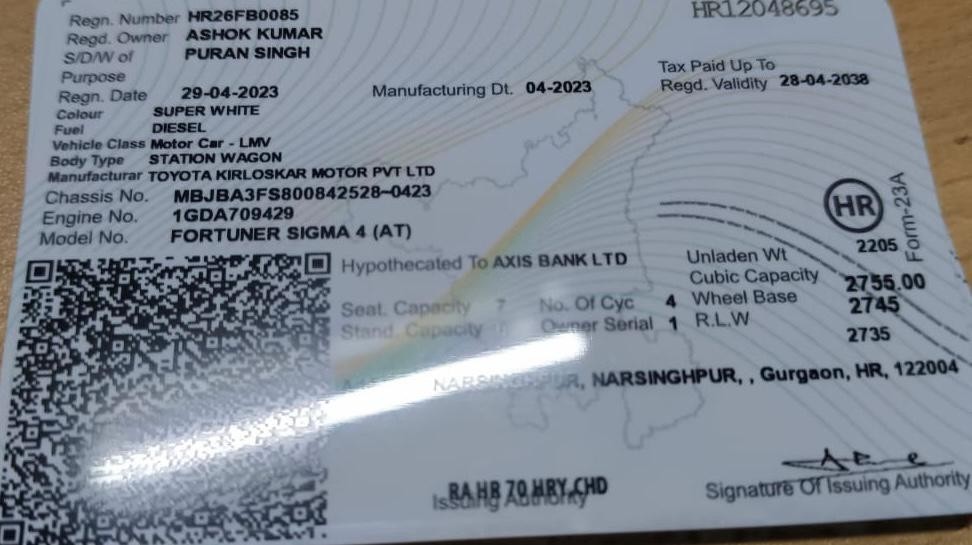 HR12048695
Regn. Number HR26FB0085
Regd. Owner ASHOK KUMAR
S/D/W of PURAN SINGH
Purpose
Tax Paid Up To
Regn. Date 29-04-2023 Manufacturing Dt. 04-2023 Regd. Validity 28-04-2038
Colour SUPER WHITE
Fuel DIESEL
Vehicle Class Motor Car - LMV
Body Type STATION WAGON
Manufacturar TOYOTA KIRLOSKAR MOTOR PVT LTD
Chassis No. MBJBA3FS800842528-0423
Engine No. 1GDA709429
Model No. FORTUNER SIGMA 4 (AT)
HR
Form-23A
Hypothecated To AXIS BANK LTD Unladen Wt 2205
Cubic Capacity 2755.00
Seat. Capacity 7 No. Of Cyc 4 Wheel Base 2745
Stand. Capacity Owner Serial 1 R.L.W 2735
NARSINGHPUR, NARSINGHPUR, , Gurgaon, HR, 122004
RA HR 70 HRY,CHD
Issuing Authority
Signature Of Issuing Authority